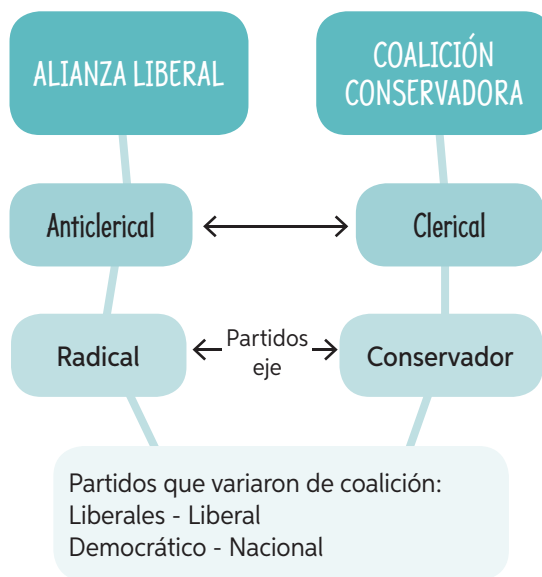 ALIANZA LIBERAL
COALICIÓN
CONSERVADORA
Anticlerical
Clerical
Radical
Partidos
eje
Conservador
Partidos que variaron de coalición:
Liberales - Liberal
Democrático - Nacional